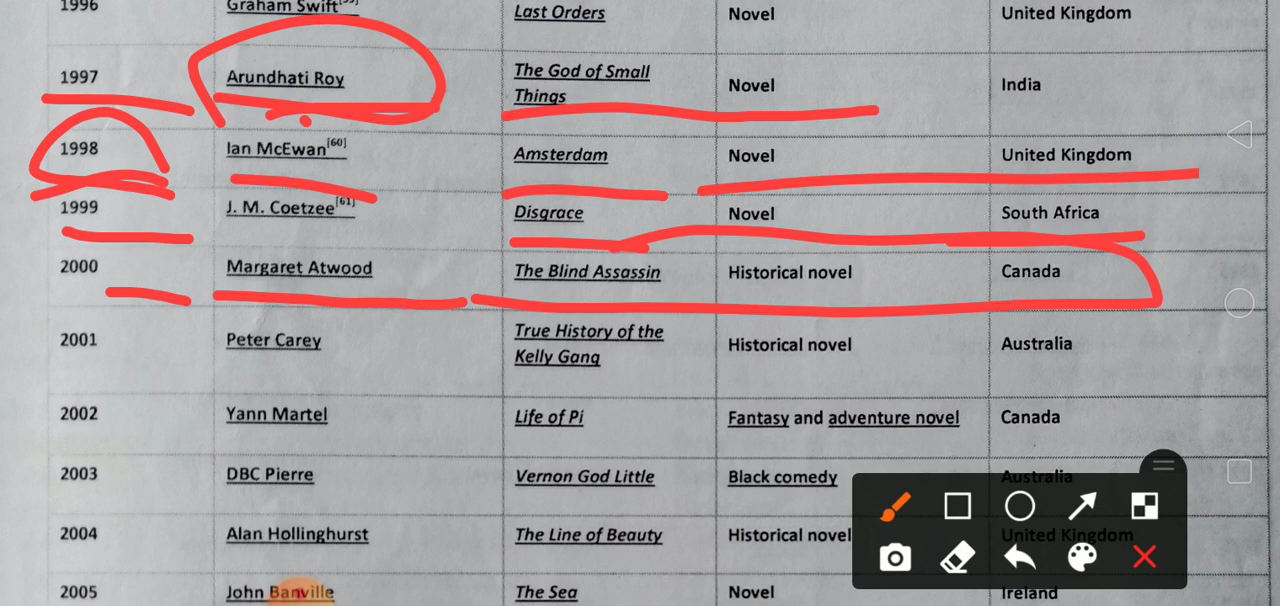 1996 Graham Swift[59] Last Orders Novel United Kingdom
1997 Arundhati Roy The God of Small Things Novel India
1998 Ian McEwan[60] Amsterdam Novel United Kingdom
1999 J. M. Coetzee[61] Disgrace Novel South Africa
2000 Margaret Atwood The Blind Assassin Historical novel Canada
2001 Peter Carey True History of the Kelly Gang Historical novel Australia
2002 Yann Martel Life of Pi Fantasy and adventure novel Canada
2003 DBC Pierre Vernon God Little Black comedy Australia
2004 Alan Hollinghurst The Line of Beauty Historical novel United Kingdom
2005 John Banville The Sea Novel Ireland